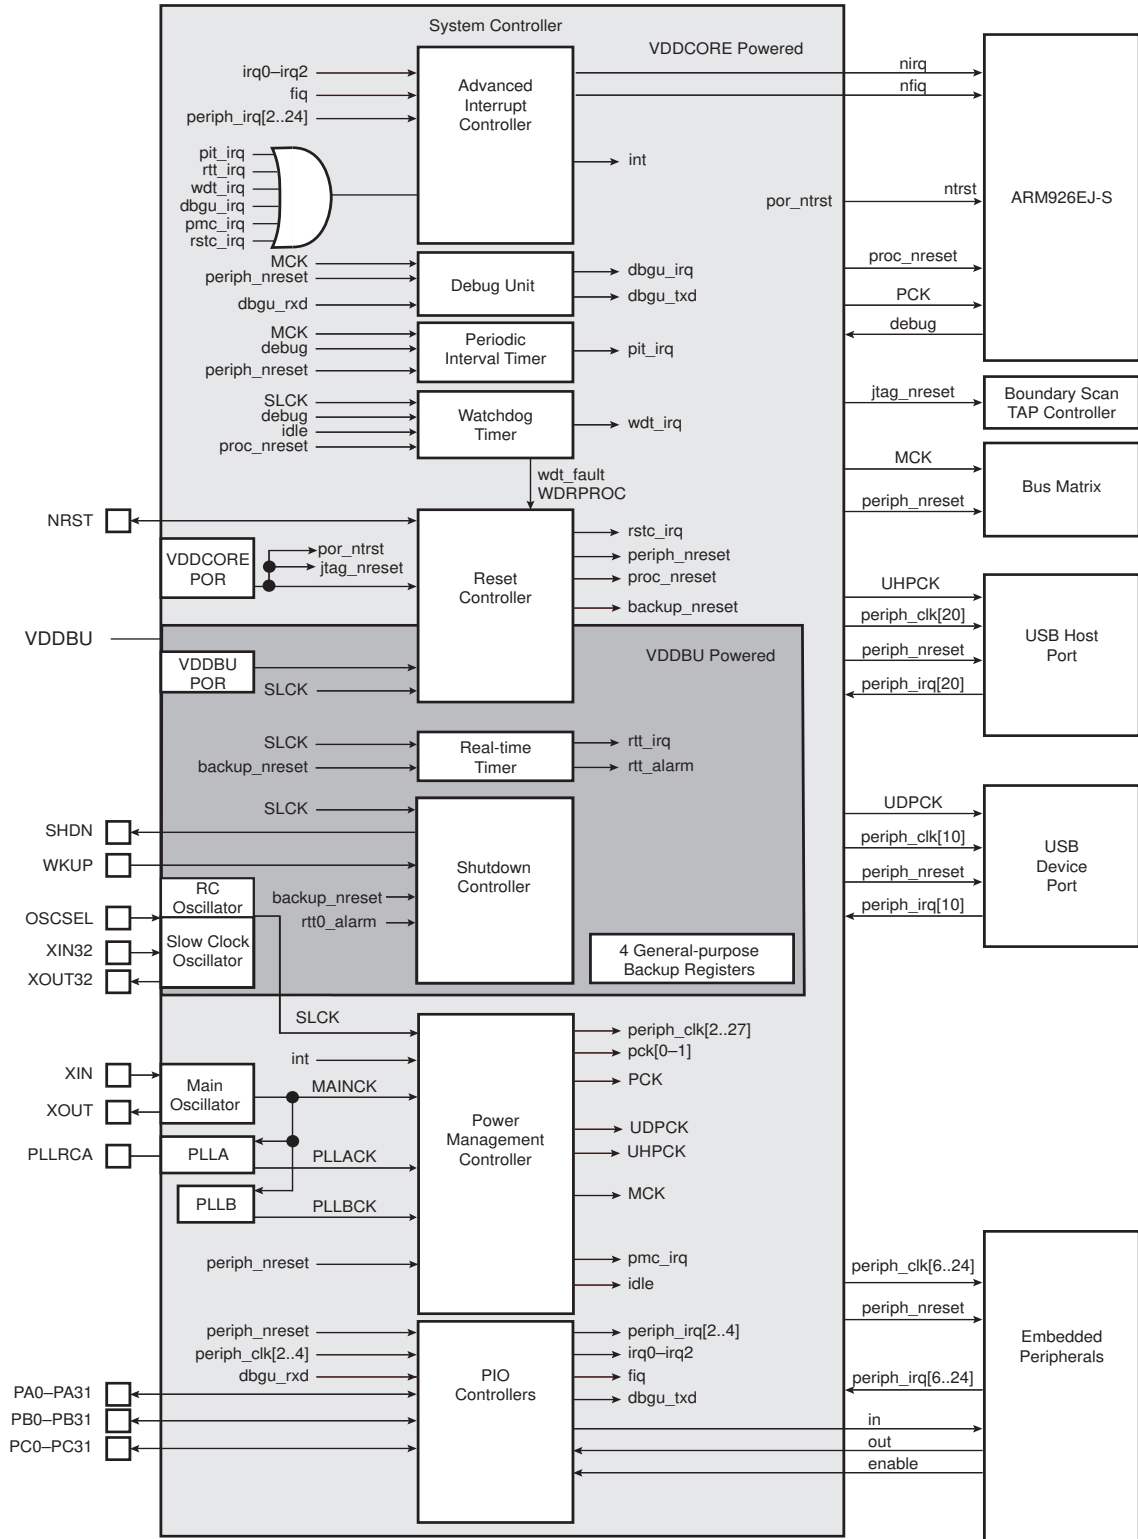 System Controller
VDDCORE Powered
irq0–irq2
fiq
periph_irq[2..24]
Advanced
Interrupt
Controller
nirq
nfiq
int
pit_irq
rtt_irq
wdt_irq
dbgu_irq
pmc_irq
rstc_irq
por_ntrst
ntrst
ARM926EJ-S
proc_nreset
PCK
debug
MCK
periph_nreset
dbgu_rxd
Debug Unit
dbgu_irq
dbgu_txd
MCK
debug
periph_nreset
Periodic
Interval Timer
pit_irq
SLCK
debug
idle
proc_nreset
Watchdog
Timer
wdt_irq
jtag_nreset
Boundary Scan
TAP Controller
wdt_fault
WDRPROC
MCK
periph_nreset
Bus Matrix
NRST
VDDCORE
POR
por_ntrst
jtag_nreset
Reset
Controller
rstc_irq
periph_nreset
proc_nreset
backup_nreset
UHPCK
periph_clk[20]
periph_nreset
periph_irq[20]
USB Host
Port
VDDBU
VDDBU Powered
VDDBU
POR
SLCK
SLCK
backup_nreset
Real-time
Timer
rtt_irq
rtt_alarm
SLCK
SHDN
WKUP
backup_nreset
rtt0_alarm
Shutdown
Controller
UDPCK
periph_clk[10]
periph_nreset
periph_irq[10]
USB
Device
Port
RC
Oscillator
OSCSEL
XIN32
XOUT32
Slow Clock
Oscillator
4 General-purpose
Backup Registers
SLCK
int
XIN
XOUT
Main
Oscillator
MAINCK
PLLRCA
PLLA
PLLACK
PLLB
PLLBCK
periph_nreset
Power
Management
Controller
periph_clk[2..27]
pck[0–1]
PCK
UDPCK
UHPCK
MCK
pmc_irq
idle
periph_clk[6..24]
periph_nreset
periph_irq[6..24]
in
out
enable
Embedded
Peripherals
periph_nreset
periph_clk[2..4]
dbgu_rxd
PA0–PA31
PB0–PB31
PC0–PC31
PIO
Controllers
periph_irq[2..4]
irq0–irq2
fiq
dbgu_txd